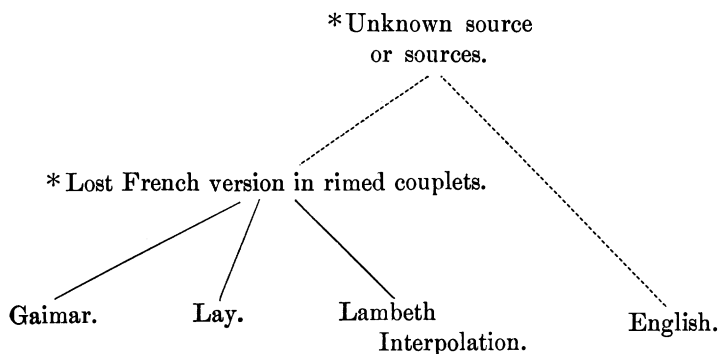 * Unknown source
or sources.
* Lost French version in rimed couplets.
Gaimar.
Lay.
Lambeth
Interpolation.
English.